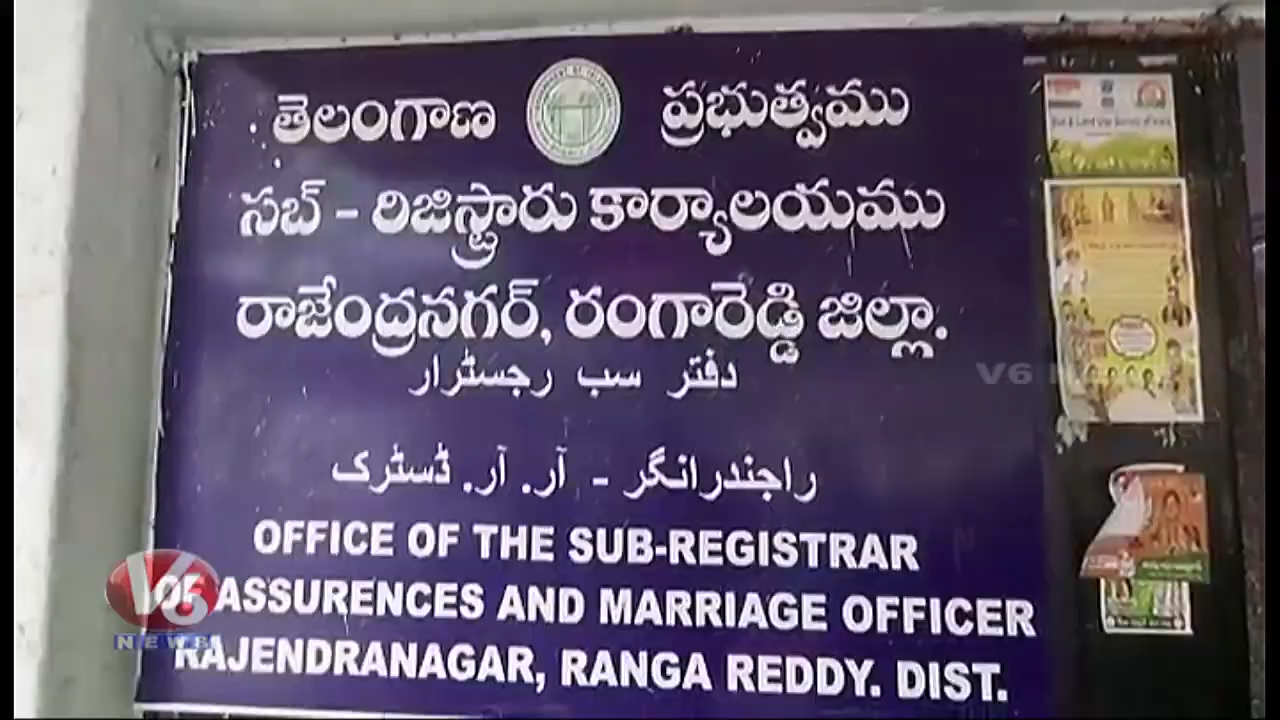 తెలంగాణ ప్రభుత్వము
సబ్ - రిజిస్ట్రారు కార్యాలయము
రాజేంద్రనగర్, రంగారెడ్డి జిల్లా.
دفتر سب رجسٹرار
راجندرانگر - آر. آر. ڈسٹرک
OFFICE OF THE SUB-REGISTRAR
OF ASSURENCES AND MARRIAGE OFFICER
RAJENDRANAGAR, RANGA REDDY. DIST.
V6
NEWS
V6